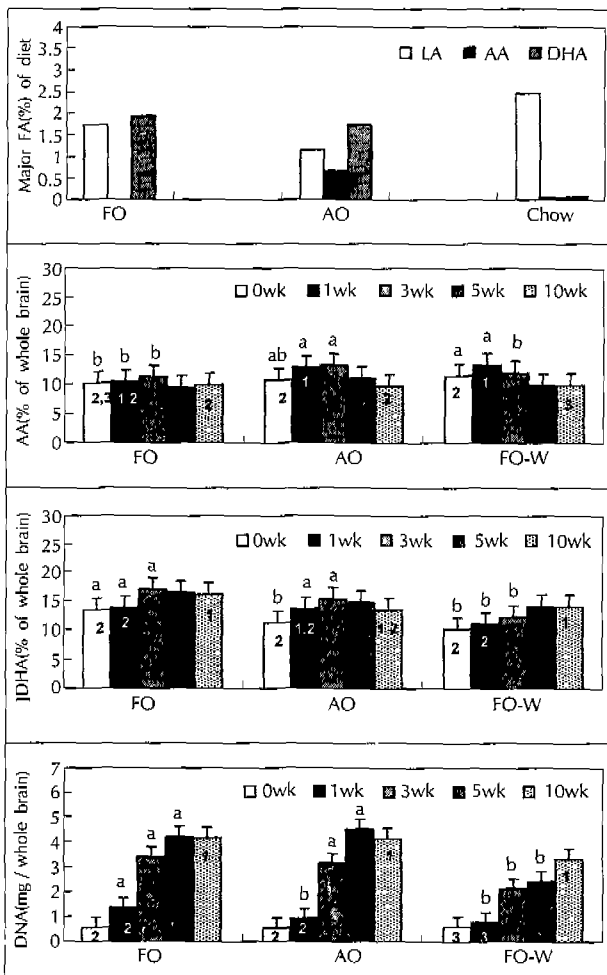 Major FA(%) of diet
4
3.5
3
2.5
2
1.5
1
0.5
0
LA AA DHA
FO AO Chow
AA(% of whole brain)
30
25
20
15
10
5
0
0wk 1wk 3wk 5wk 10wk
b b b ab a a a a b
2,3 1 2 2 2 1 2 1
FO AO FO-W
]DHA(% of whole brain)
30
25
20
15
10
5
0
0wk 1wk 3wk 5wk 10wk
a a a b a a b b b
2 2 1 2 1.2 2 2 1
FO AO FO-W
DNA(mg / whole brain)
7
6
5
4
3
2
1
0
0wk 1wk 3wk 5wk 10wk
a a a b a a b b b
2 2 1 2 2 1 3 3 1
FO AO FO-W